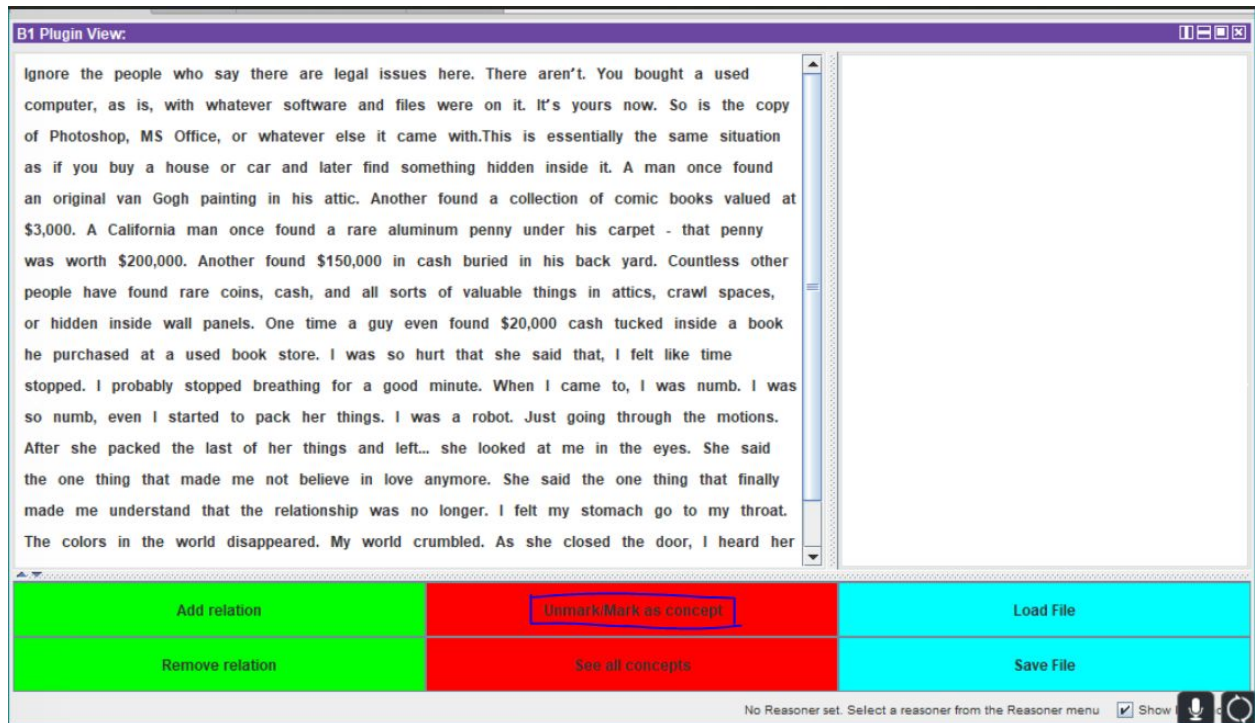 B1 Plugin View:
Ignore the people who say there are legal issues here. There aren't. You bought a used
computer, as is, with whatever software and files were on it. It's yours now. So is the copy
of Photoshop, MS Office, or whatever else it came with.This is essentially the same situation
as if you buy a house or car and later find something hidden inside it. A man once found
an original van Gogh painting in his attic. Another found a collection of comic books valued at
$3,000. A California man once found a rare aluminum penny under his carpet - that penny
was worth $200,000. Another found $150,000 in cash buried in his back yard. Countless other
people have found rare coins, cash, and all sorts of valuable things in attics, crawl spaces,
or hidden inside wall panels. One time a guy even found $20,000 cash tucked inside a book
he purchased at a used book store. I was so hurt that she said that, I felt like time
stopped. I probably stopped breathing for a good minute. When I came to, I was numb. I was
so numb, even I started to pack her things. I was a robot. Just going through the motions.
After she packed the last of her things and left... she looked at me in the eyes. She said
the one thing that made me not believe in love anymore. She said the one thing that finally
made me understand that the relationship was no longer. I felt my stomach go to my throat.
The colors in the world disappeared. My world crumbled. As she closed the door, I heard her
Add relation
Unmark/Mark as concept
Load File
Remove relation
See all concepts
Save File
No Reasoner set. Select a reasoner from the Reasoner menu
Show